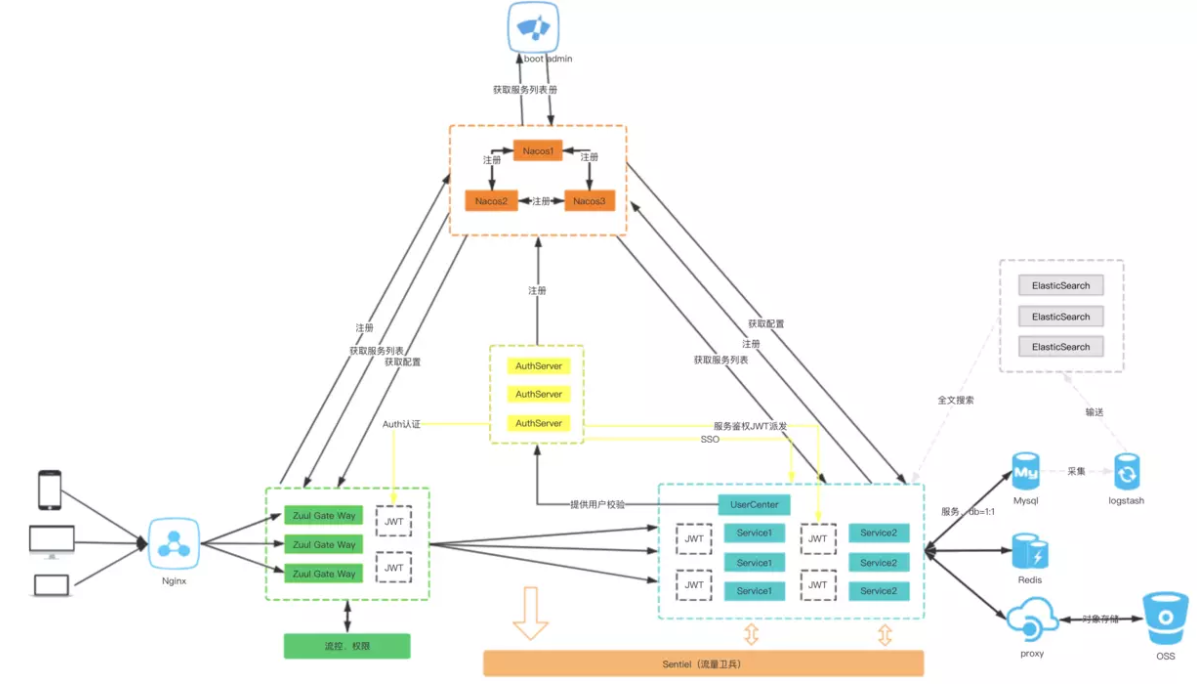 boot admin
获取服务列表册
Nacos1
注册
注册
Nacos2
注册
Nacos3
注册
ElasticSearch
ElasticSearch
ElasticSearch
注册
获取服务列表
获取配置
获取配置
注册
获取服务列表
AuthServer
AuthServer
AuthServer
全文搜索
输送
Auth认证
服务鉴权JWT派发
SSO
采集
Mysql
logstash
提供用户校验
UserCenter
服务，db=1:1
Zuul Gate Way
Zuul Gate Way
Zuul Gate Way
JWT
JWT
JWT
JWT
Service1
Service1
Service1
JWT
JWT
Service2
Service2
Service2
Nginx
Redis
对象存储
proxy
OSS
流控、权限
Sentiel（流量卫兵）